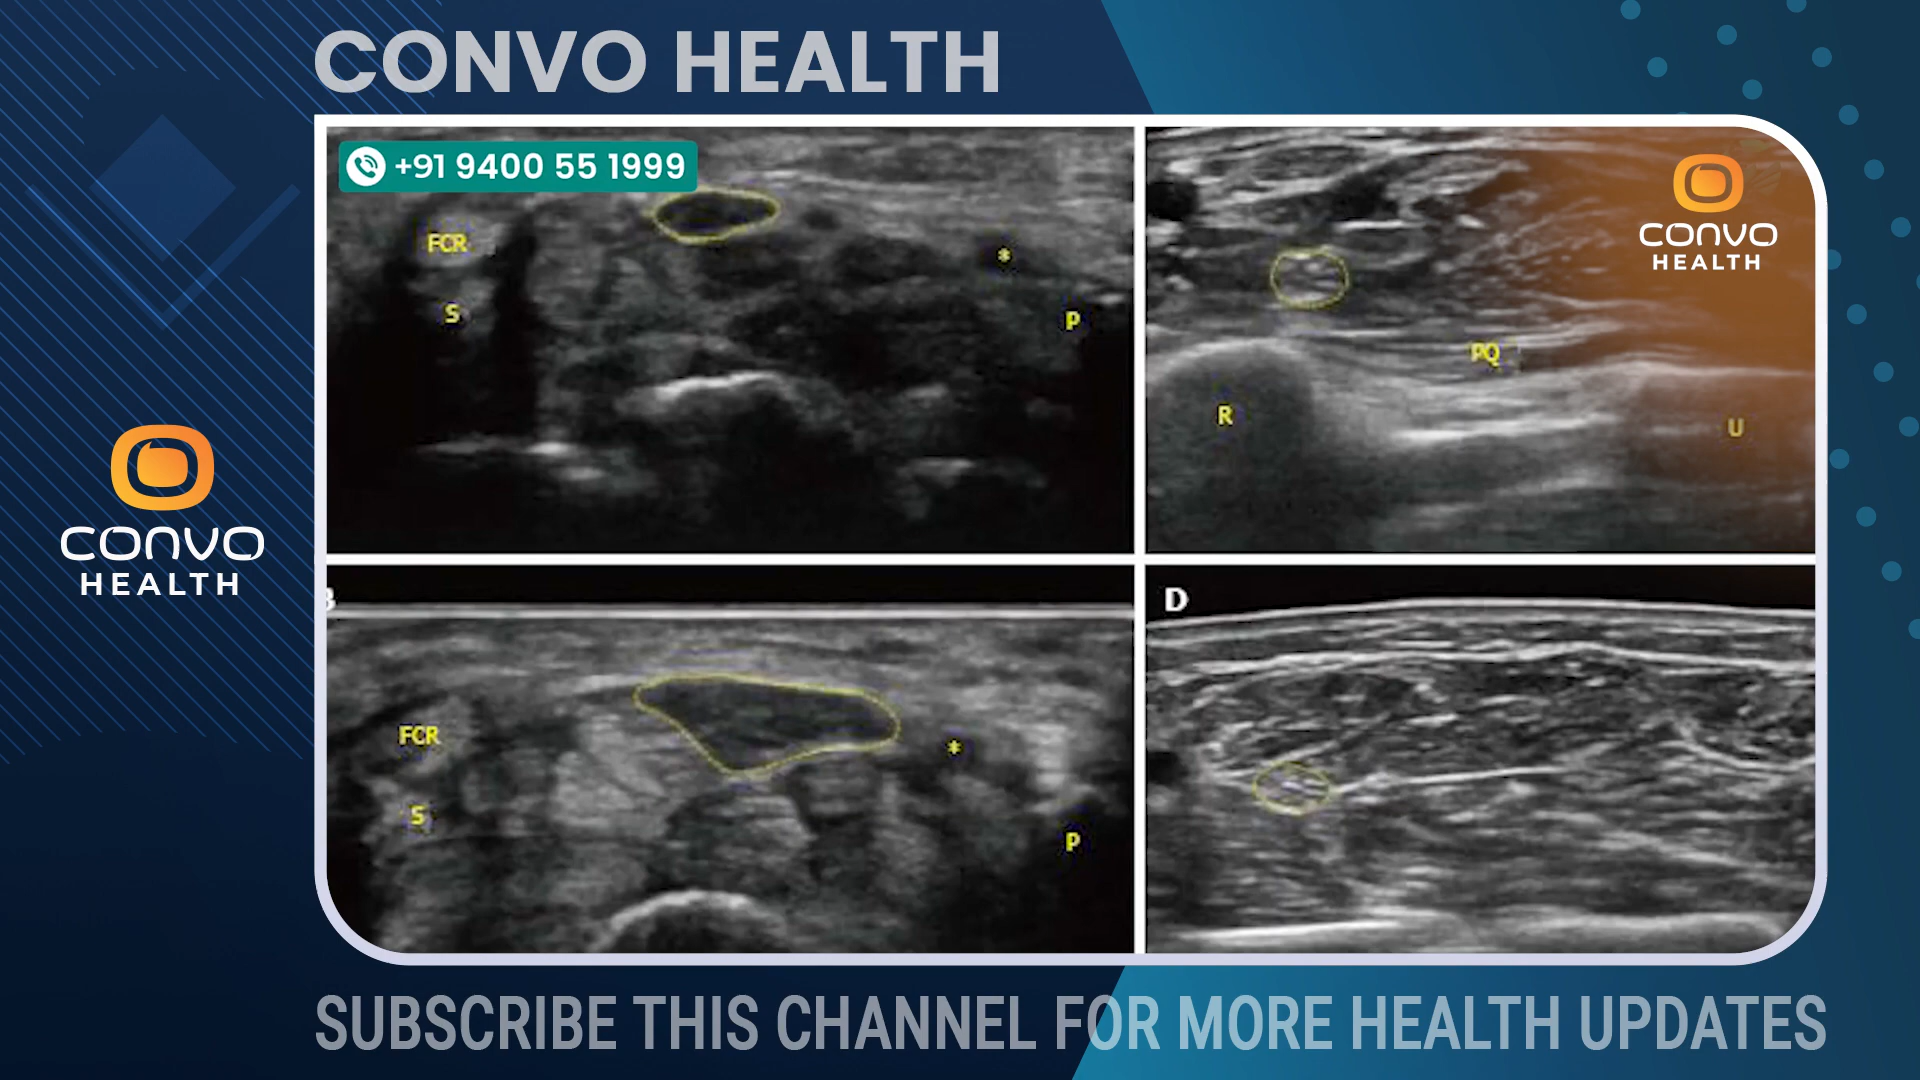 CONVO HEALTH
+91 9400 55 1999
FCR
S
*
P
CONVO
HEALTH
PQ
R
U
CONVO
HEALTH
B
FCR
S
*
P
D
SUBSCRIBE THIS CHANNEL FOR MORE HEALTH UPDATES